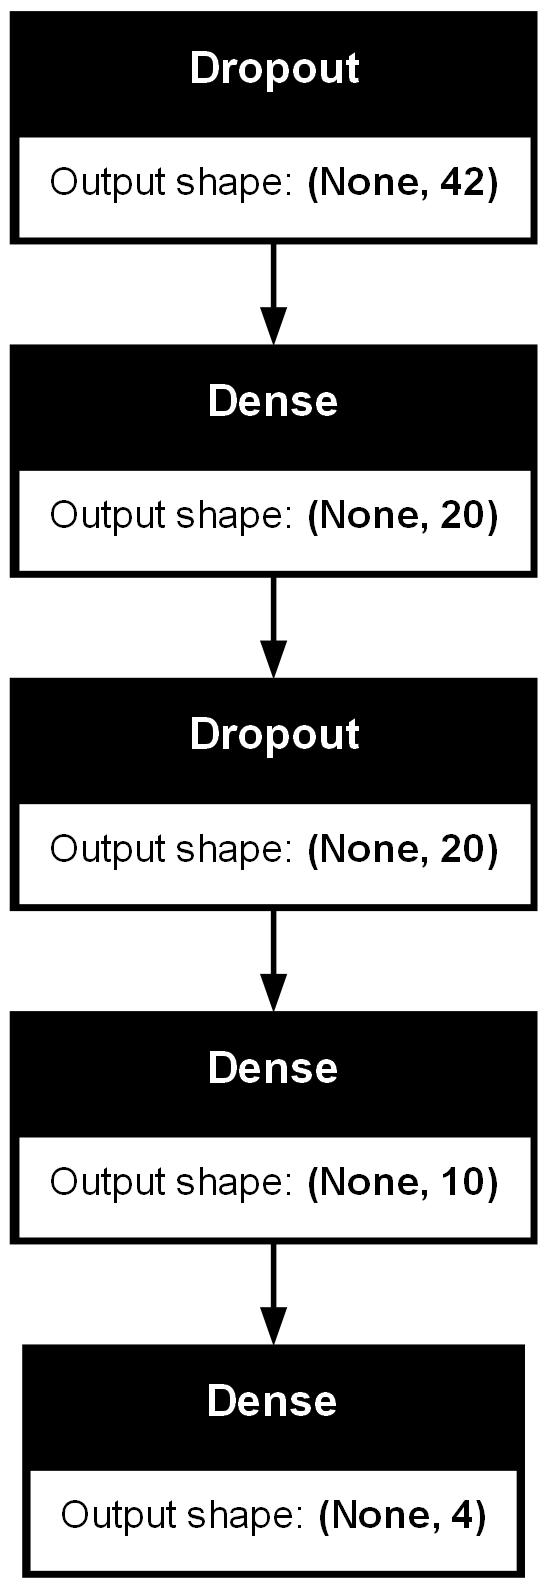 Dropout
Output shape: (None, 42)
Dense
Output shape: (None, 20)
Dropout
Output shape: (None, 20)
Dense
Output shape: (None, 10)
Dense
Output shape: (None, 4)